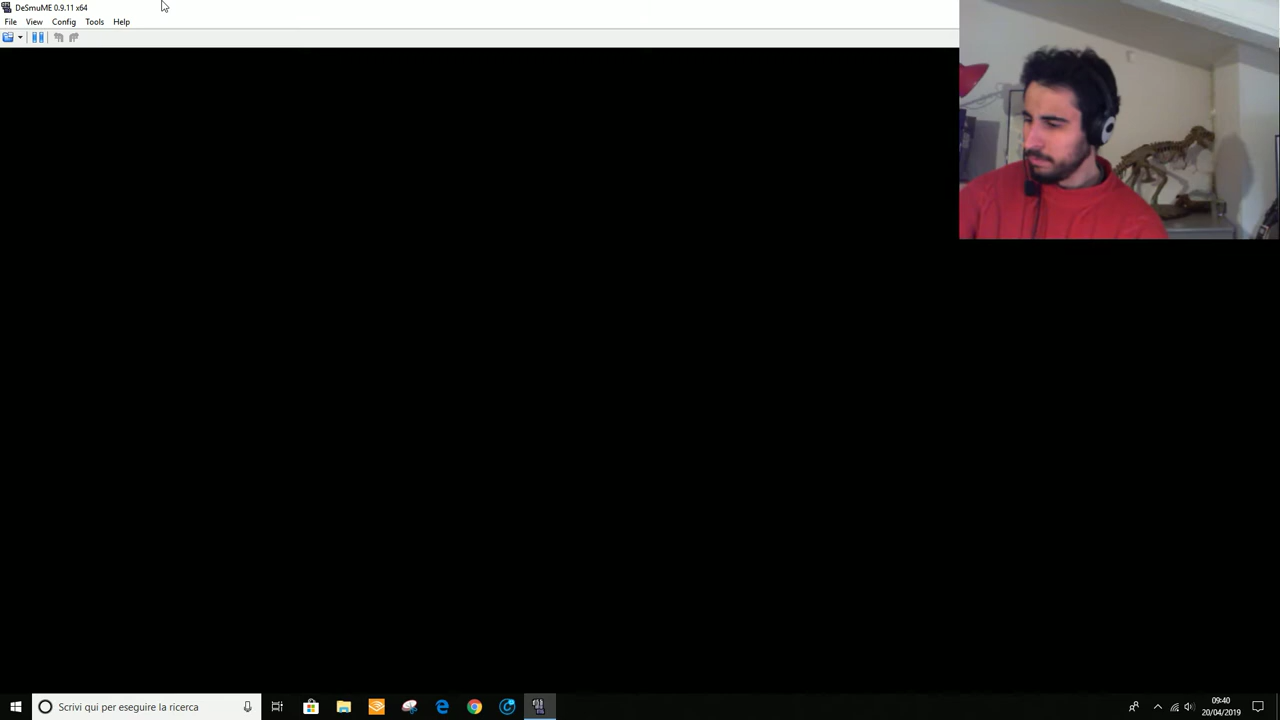 DeSmuME 0.9.11 x64
File View Config Tools Help
Scrivi qui per eseguire la ricerca
09:40
20/04/2019